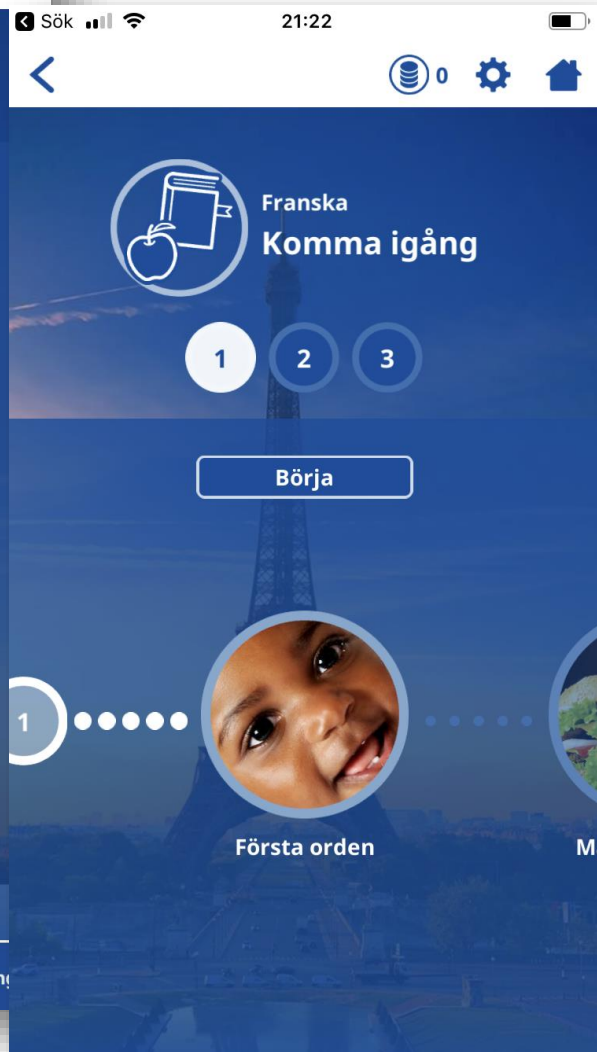 Sök
21:22
0
Franska
Komma igång
1
2
3
Börja
1
Första orden